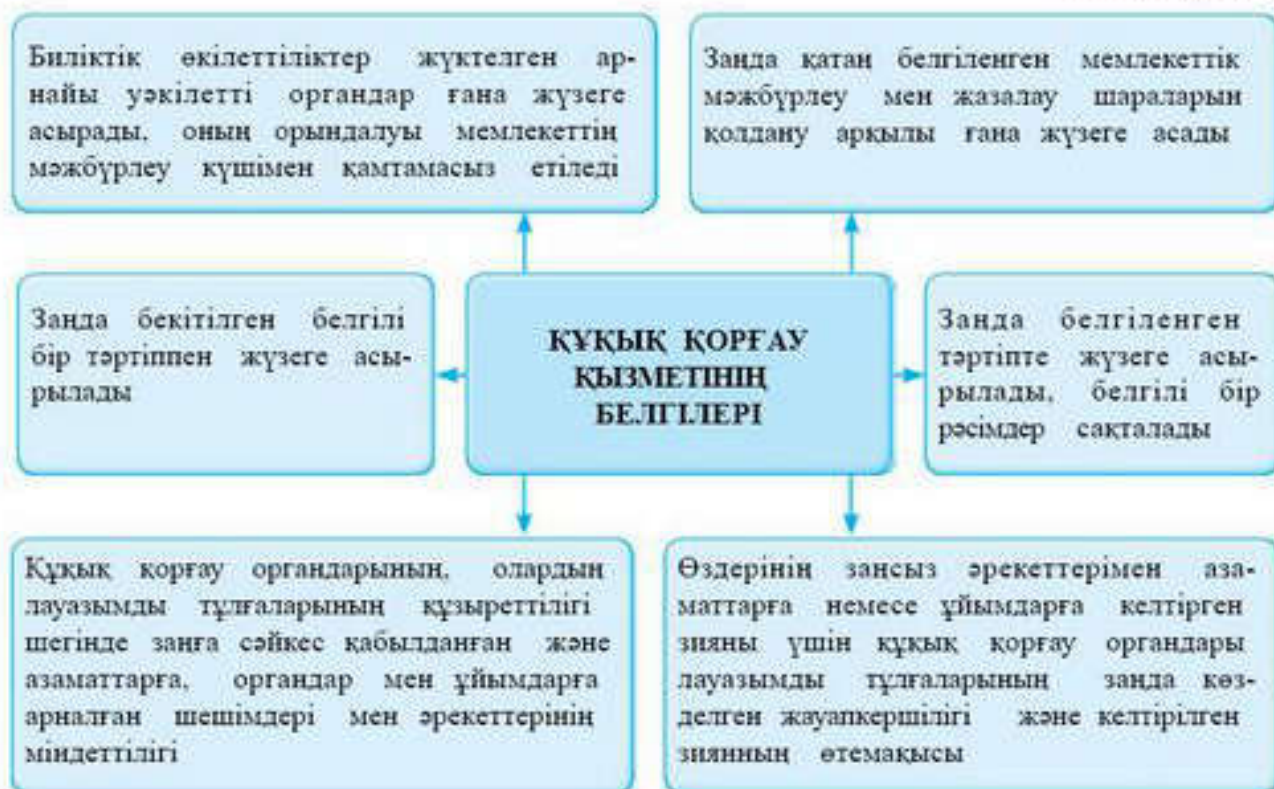 Биліктік өкілеттіліктер жүктелген ар-
найы уәкілетті органдар ғана жүзеге
асырады, оның орындалуы мемлекеттің
мәжбүрлеу күшімен қамтамасыз етіледі
Заңда қатаң белгіленген мемлекеттік
мәжбүрлеу мен жазалау шараларын
қолдану арқылы ғана жүзеге асады
Заңда бекітілген белгілі
бір тәртіппен жүзеге асы-
рылады
ҚҰҚЫҚ ҚОРҒАУ
ҚЫЗМЕТІНІҢ
БЕЛГІЛЕРІ
Заңда белгіленген
тәртіпте жүзеге асы-
рылады, белгілі бір
рәсімдер сақталады
Құқық қорғау органдарының, олардың
лауазымды тұлғаларының құзыреттілігі
шегінде заңға сәйкес қабылданған және
азаматтарға, органдар мен ұйымдарға
арналған шешімдері мен әрекеттерінің
міндеттілігі
Өздерінің заңсыз әрекеттерімен аза-
маттарға немесе ұйымдарға келтірген
зияны үшін құқық қорғау органдары
лауазымды тұлғаларының заңда көз-
делген жауапкершілігі және келтірілген
зиянның өтемақысы